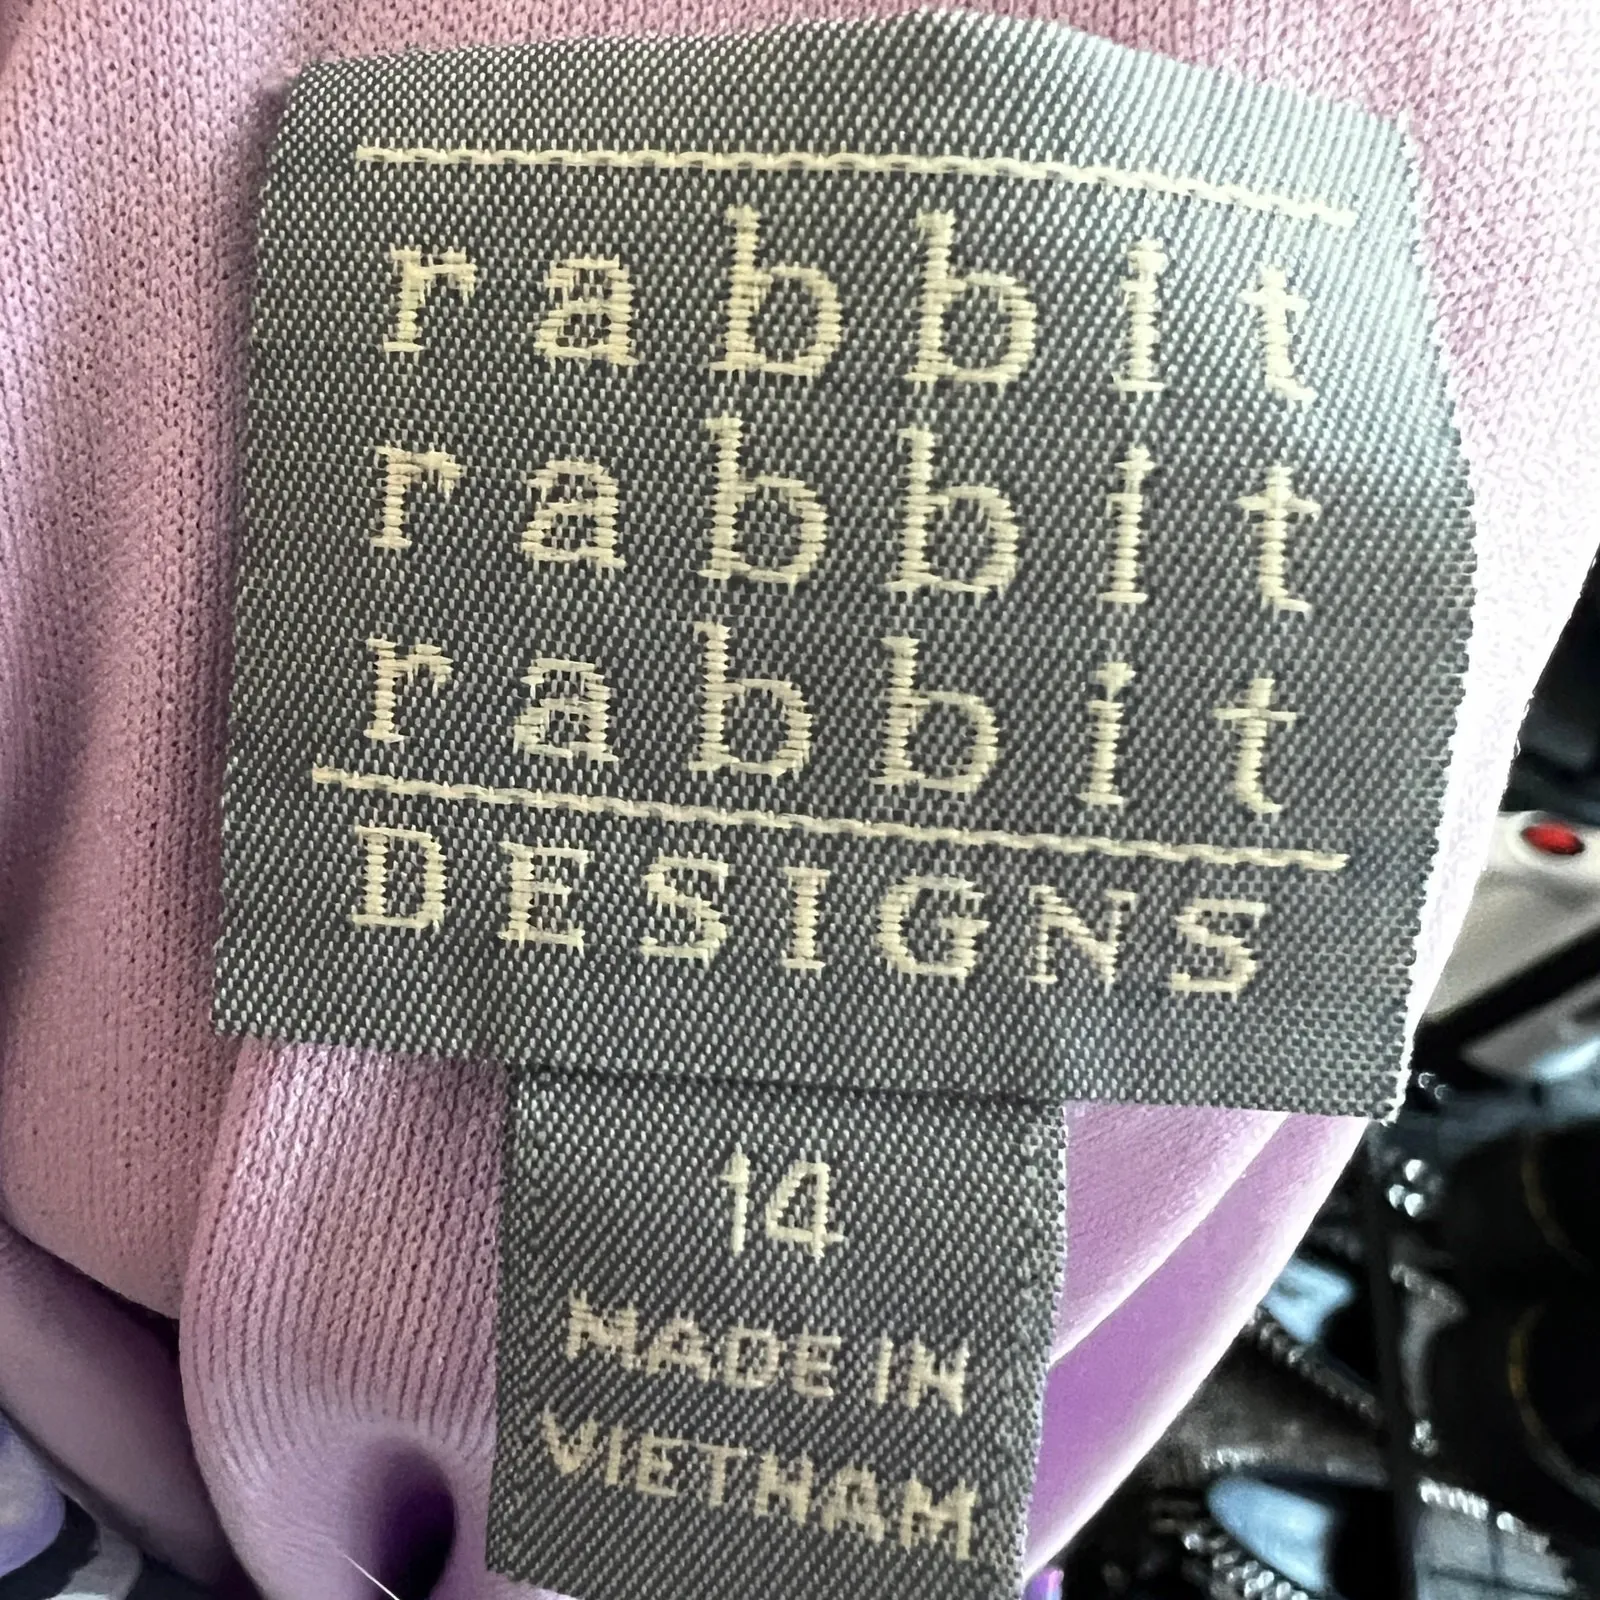 rabbit
rabbit
rabbit
DESIGNS
14
MADE IN
VIETNAM